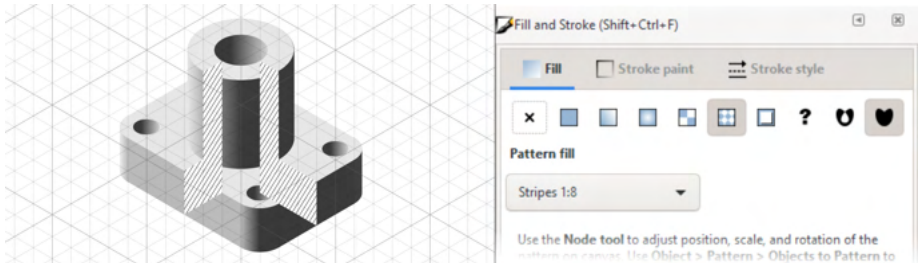 Fill and Stroke (Shift+Ctrl+F)
Fill
Stroke paint
Stroke style
?
Pattern fill
Stripes 1:8
Use the Node tool to adjust position, scale, and rotation of the
pattern on canvas. Use Object > Pattern > Objects to Pattern to